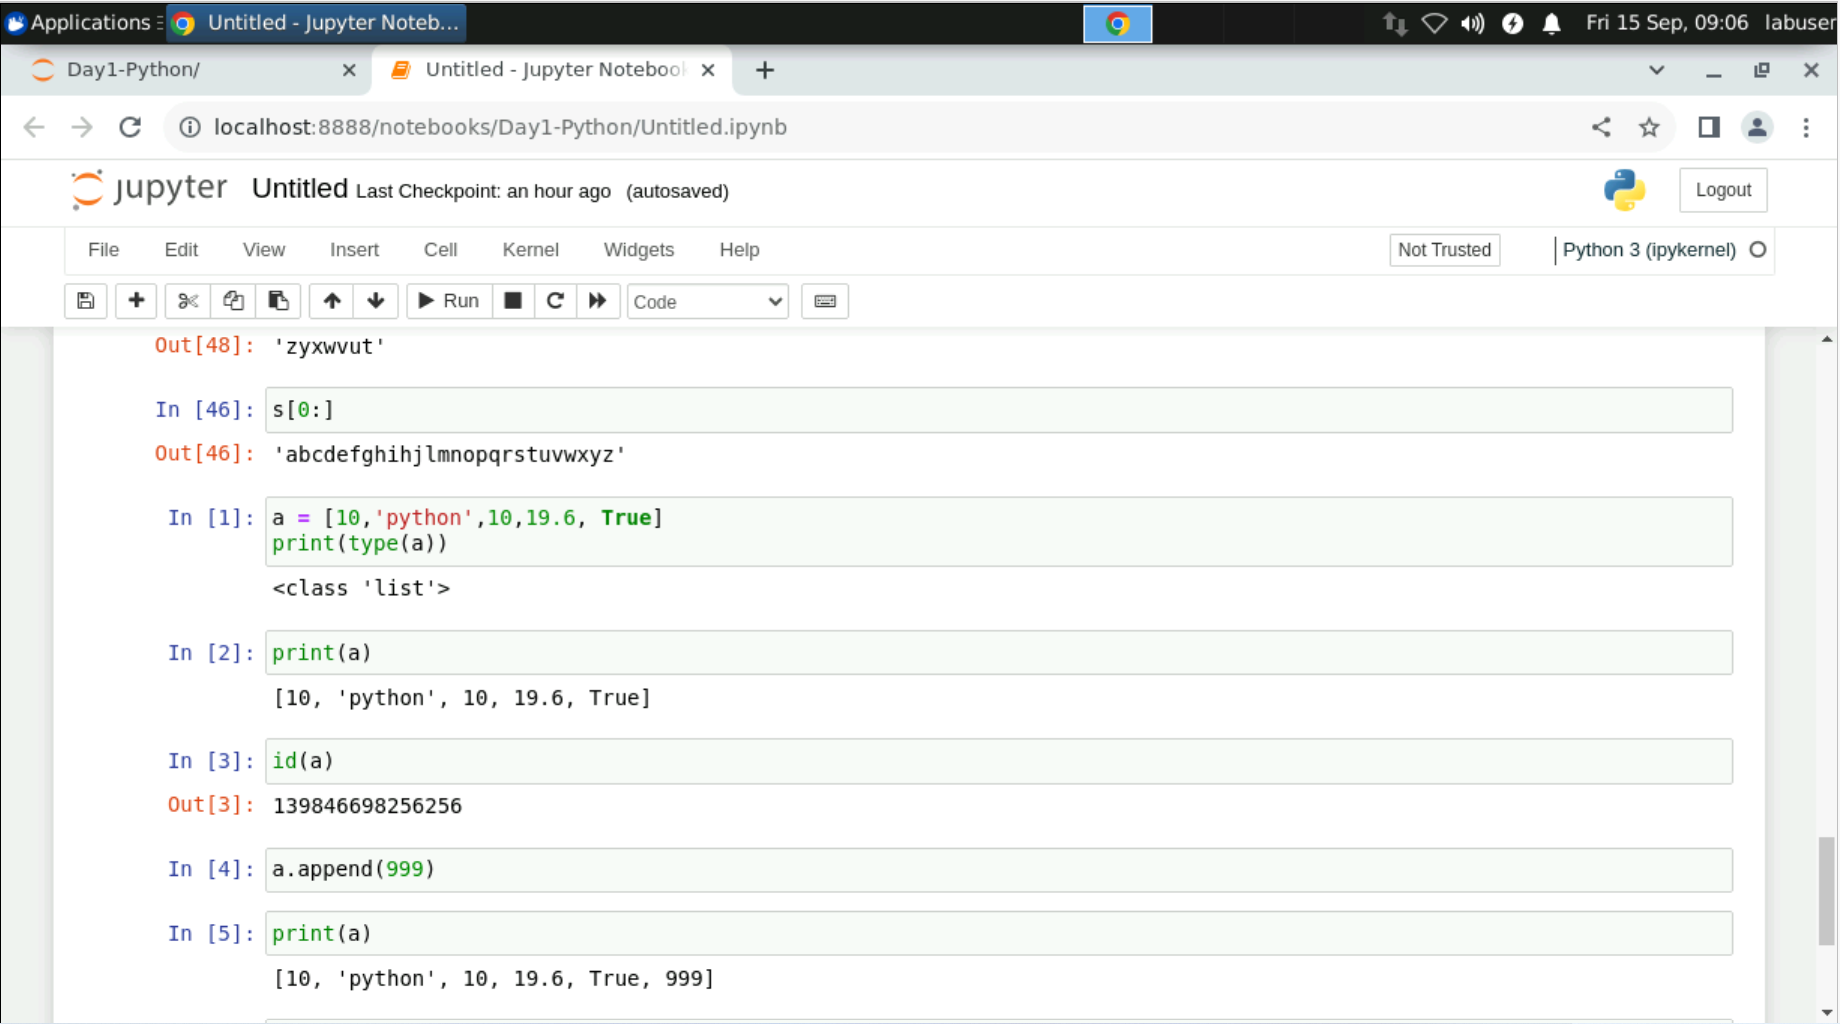 Applications
Untitled - Jupyter Noteb...
Fri 15 Sep, 09:06 labuser
Day1-Python/
Untitled - Jupyter Notebook
localhost:8888/notebooks/Day1-Python/Untitled.ipynb
jupyter Untitled Last Checkpoint: an hour ago (autosaved)
Logout
File Edit View Insert Cell Kernel Widgets Help
Not Trusted
Python 3 (ipykernel)
Run
Code
Out[48]: 'zyxwvut'
In [46]: s[0:]
Out[46]: 'abcdefghihjlmnopqrstuvwxyz'
In [1]: a = [10,'python',10,19.6, True]
print(type(a))
<class 'list'>
In [2]: print(a)
[10, 'python', 10, 19.6, True]
In [3]: id(a)
Out[3]: 139846698256256
In [4]: a.append(999)
In [5]: print(a)
[10, 'python', 10, 19.6, True, 999]